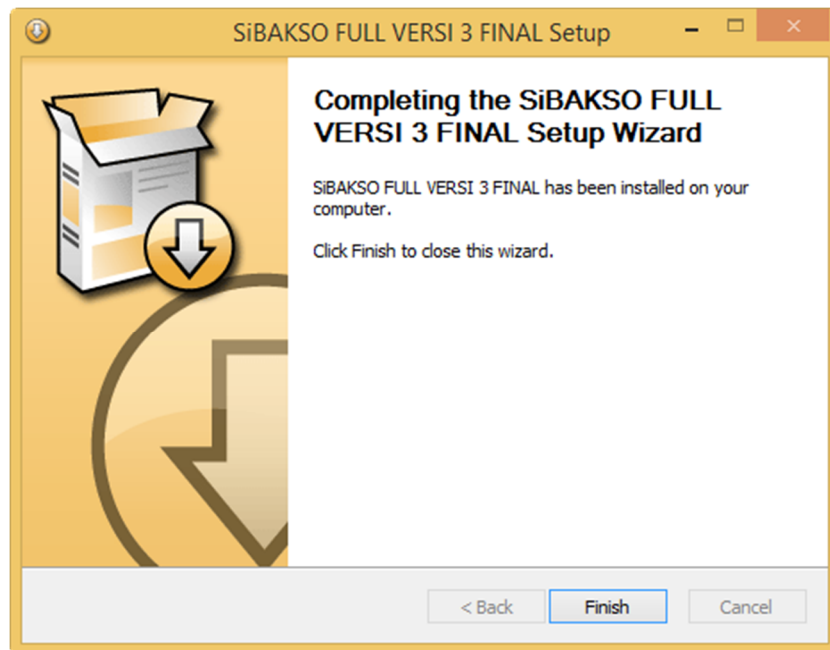 SiBAKSO FULL VERSI 3 FINAL Setup
Completing the SiBAKSO FULL
VERSI 3 FINAL Setup Wizard
SiBAKSO FULL VERSI 3 FINAL has been installed on your
computer.
Click Finish to close this wizard.
< Back Finish Cancel